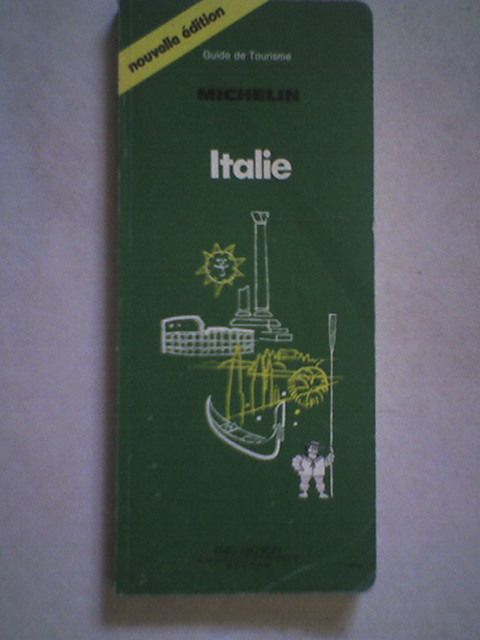 nouvelle édition
Guide de Tourisme
MICHELIN
Italie